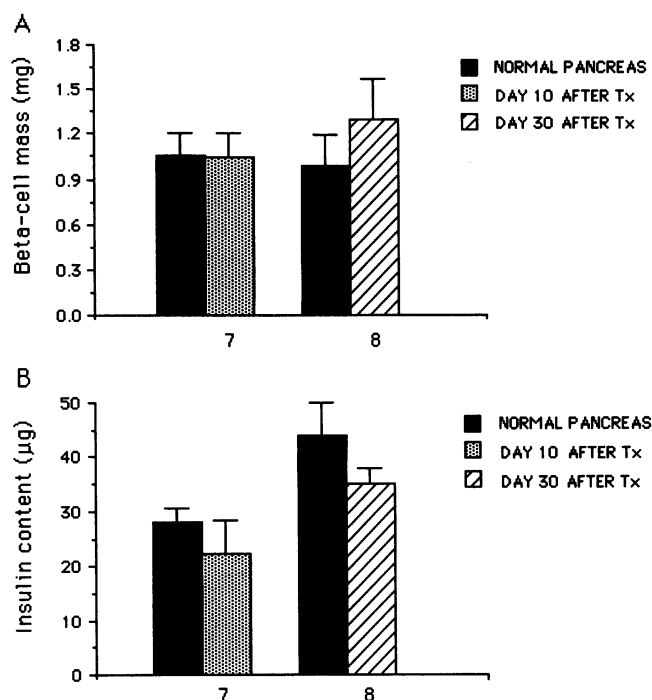 A
Beta-cell mass (mg)
1.8
1.5
1.2
0.9
0.6
0.3
0.0
7
8
NORMAL PANCREAS
DAY 10 AFTER Tx
DAY 30 AFTER Tx
B
Insulin content (µg)
50
40
30
20
10
0
7
8
NORMAL PANCREAS
DAY 10 AFTER Tx
DAY 30 AFTER Tx